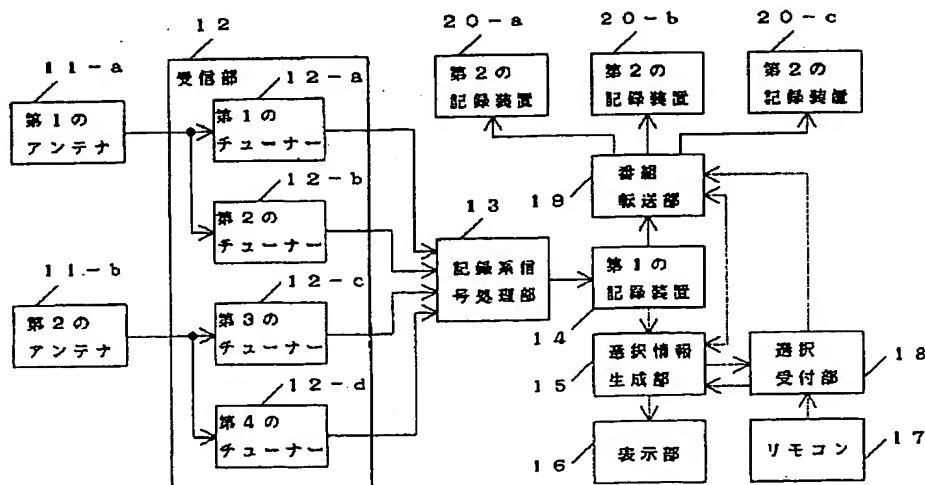 12
20-a
20-b
20-c
11-a
受信部
12-a
第2の
記録装置
第2の
記録装置
第2の
記録装置
第1の
アンテナ
第1の
チューナー
12-b
19
番組
転送部
第2の
チューナー
13
11-b
12-c
記録系信
号処理部
第1の
記録装置
第2の
アンテナ
第3の
チューナー
14
12-d
15
選択情報
生成部
選択
受付部
18
第4の
チューナー
16
表示部
リモコン
17